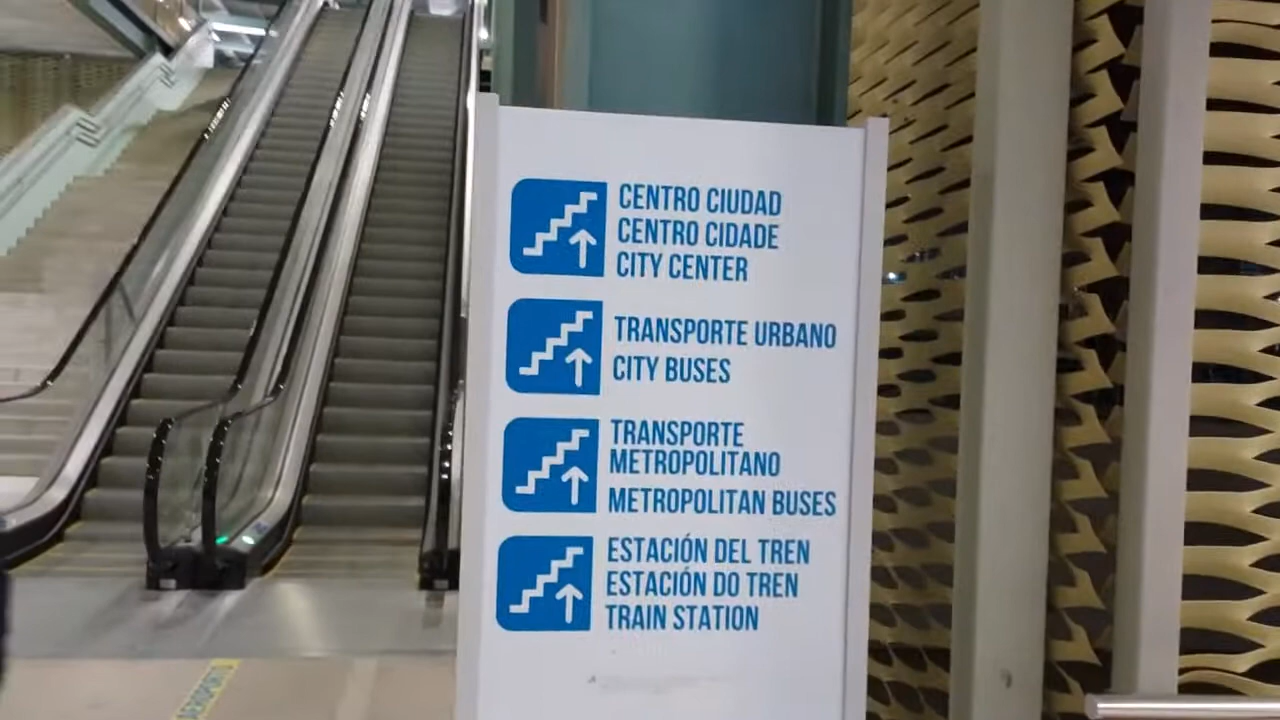 CENTRO CIUDAD
CENTRO CIDADE
CITY CENTER
TRANSPORTE URBANO
CITY BUSES
TRANSPORTE
METROPOLITANO
METROPOLITAN BUSES
ESTACIÓN DEL TREN
ESTACIÓN DO TREN
TRAIN STATION
AEROPORTO